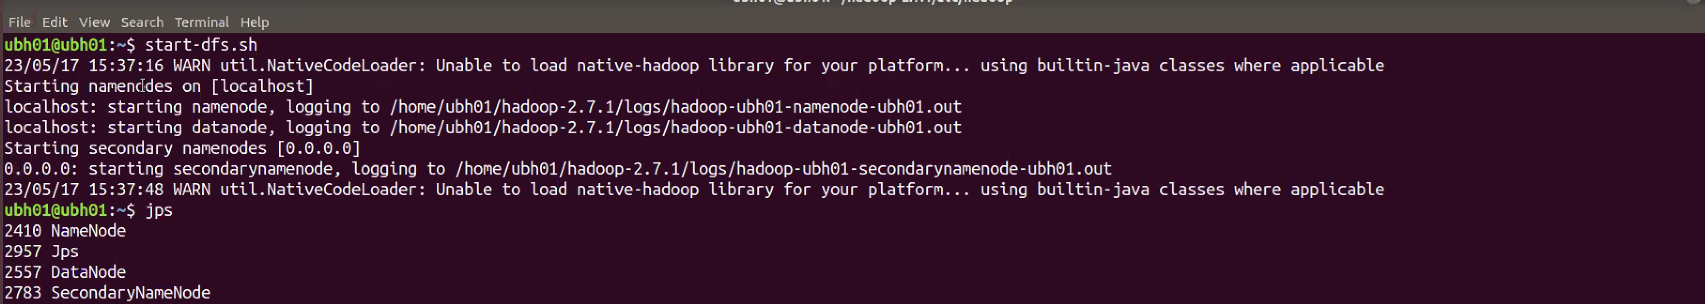 File Edit View Search Terminal Help
ubh01@ubh01:~$ start-dfs.sh
23/05/17 15:37:16 WARN util.NativeCodeLoader: Unable to load native-hadoop library for your platform... using builtin-java classes where applicable
Starting namenodes on [localhost]
localhost: starting namenode, logging to /home/ubh01/hadoop-2.7.1/logs/hadoop-ubh01-namenode-ubh01.out
localhost: starting datanode, logging to /home/ubh01/hadoop-2.7.1/logs/hadoop-ubh01-datanode-ubh01.out
Starting secondary namenodes [0.0.0.0]
0.0.0.0: starting secondarynamenode, logging to /home/ubh01/hadoop-2.7.1/logs/hadoop-ubh01-secondarynamenode-ubh01.out
23/05/17 15:37:48 WARN util.NativeCodeLoader: Unable to load native-hadoop library for your platform... using builtin-java classes where applicable
ubh01@ubh01:~$ jps
2410 NameNode
2957 Jps
2557 DataNode
2783 SecondaryNameNode